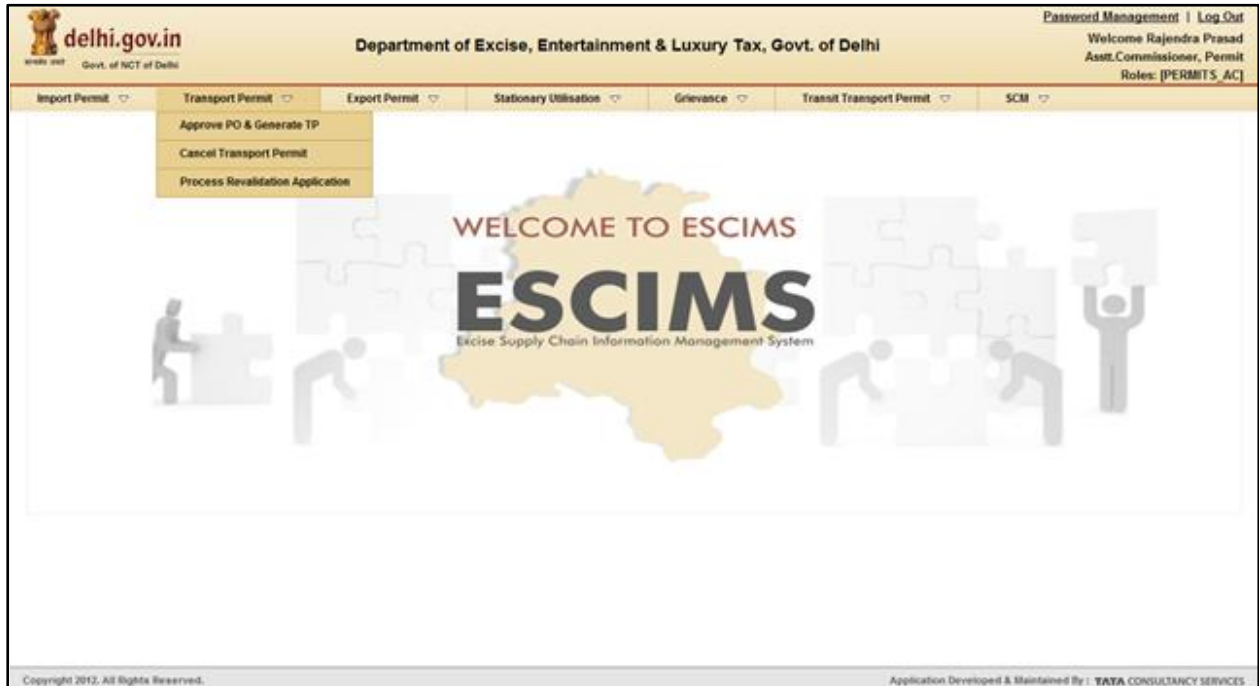 Password Management | Log Out
delhi.gov.in
Govt. of NCT of Delhi
Department of Excise, Entertainment & Luxury Tax, Govt. of Delhi
Welcome Rajendra Prasad
Asstt.Commissioner, Permit
Roles: [PERMITS_AC]
Import Permit Transport Permit Export Permit Stationary Utilisation Grievance Transit Transport Permit SCM
Approve PO & Generate TP
Cancel Transport Permit
Process Revalidation Application
WELCOME TO ESCIMS
ESCIMS
Excise Supply Chain Information Management System
Copyright 2012. All Rights Reserved. Application Developed & Maintained By : TATA CONSULTANCY SERVICES